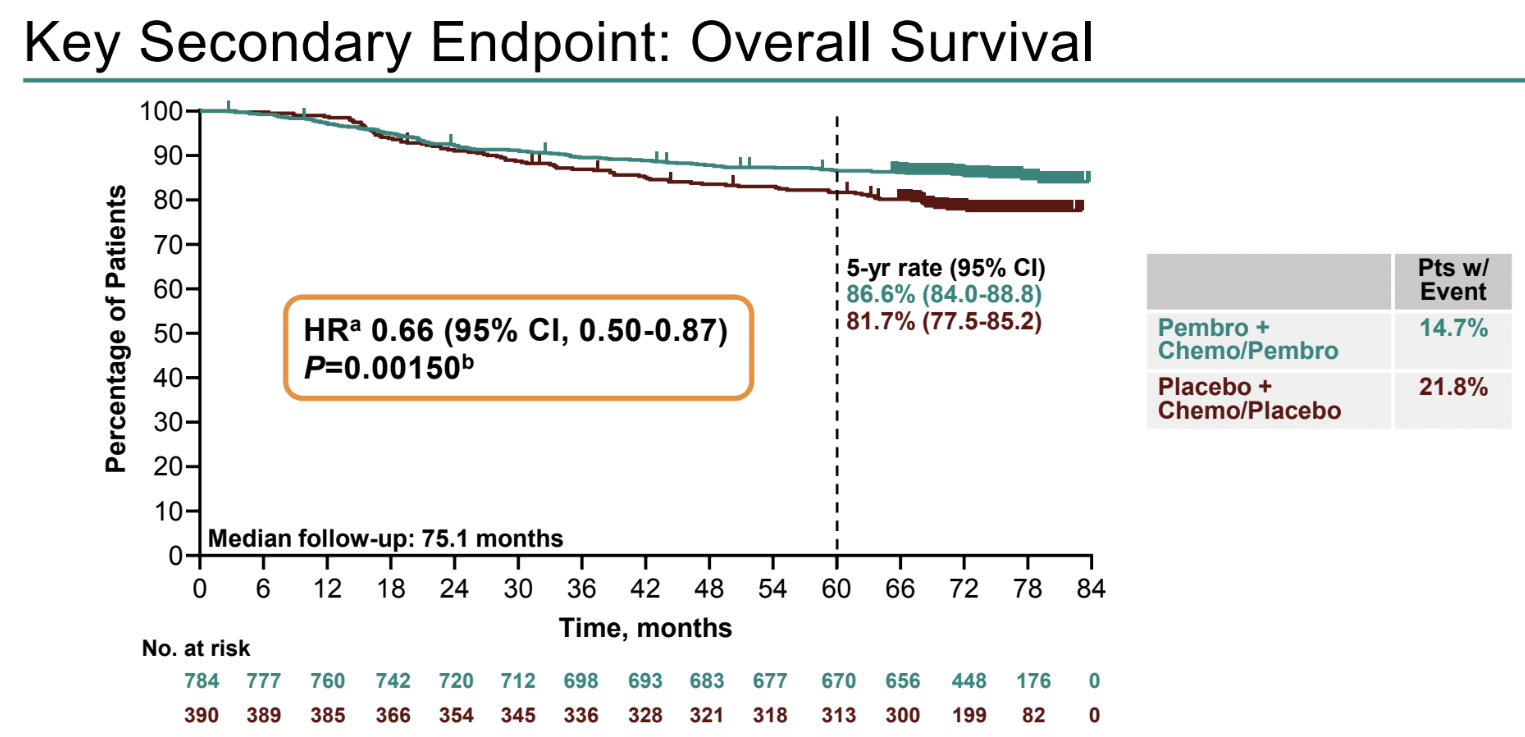 Key Secondary Endpoint: Overall Survival
100
90
80
70
60
50
40
30
20
10
0
Percentage of Patients
5-yr rate (95% CI)
86.6% (84.0-88.8)
81.7% (77.5-85.2)
HRᵃ 0.66 (95% CI, 0.50-0.87)
P=0.00150ᵇ
Median follow-up: 75.1 months
0 6 12 18 24 30 36 42 48 54 60 66 72 78 84
Time, months
No. at risk
784 777 760 742 720 712 698 693 683 677 670 656 448 176 0
390 389 385 366 354 345 336 328 321 318 313 300 199 82 0
Pts w/
Event
Pembro + 14.7%
Chemo/Pembro
Placebo + 21.8%
Chemo/Placebo